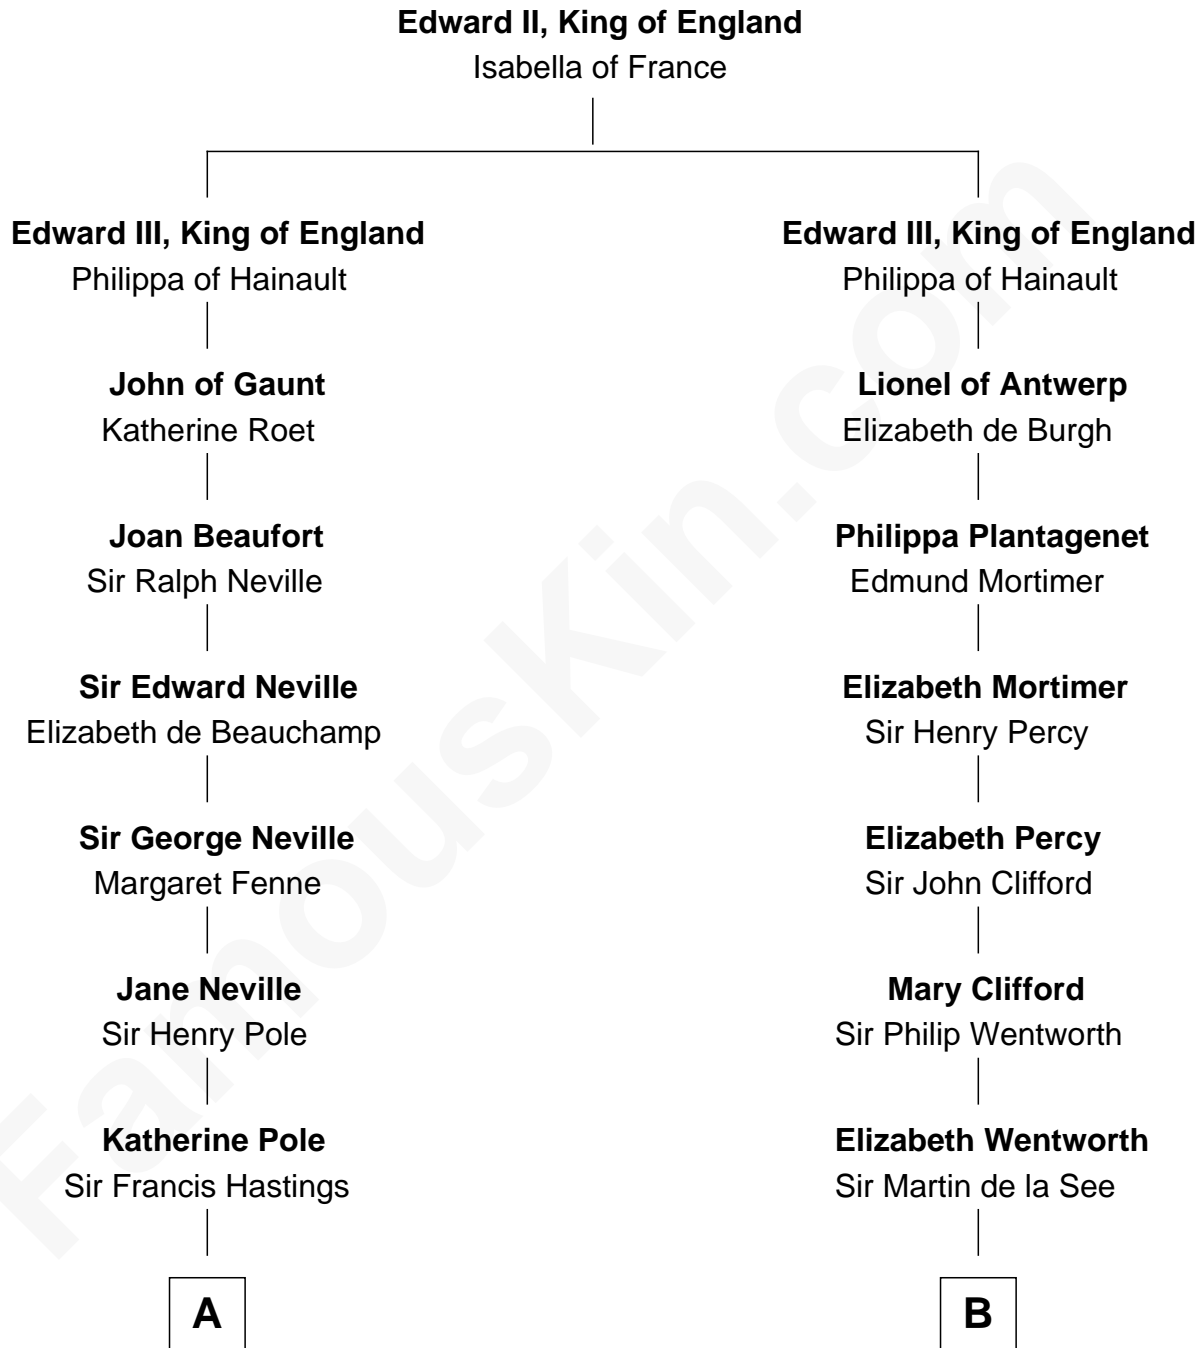 Edward II, King of England
Isabella of France
Edward III, King of England
Philippa of Hainault
John of Gaunt
Katherine Roet
Joan Beaufort
Sir Ralph Neville
Sir Edward Neville
Elizabeth de Beauchamp
Sir George Neville
Margaret Fenne
Jane Neville
Sir Henry Pole
Katherine Pole
Sir Francis Hastings
A
Edward III, King of England
Philippa of Hainault
Lionel of Antwerp
Elizabeth de Burgh
Philippa Plantagenet
Edmund Mortimer
Elizabeth Mortimer
Sir Henry Percy
Elizabeth Percy
Sir John Clifford
Mary Clifford
Sir Philip Wentworth
Elizabeth Wentworth
Sir Martin de la See
B
FamousKin.com